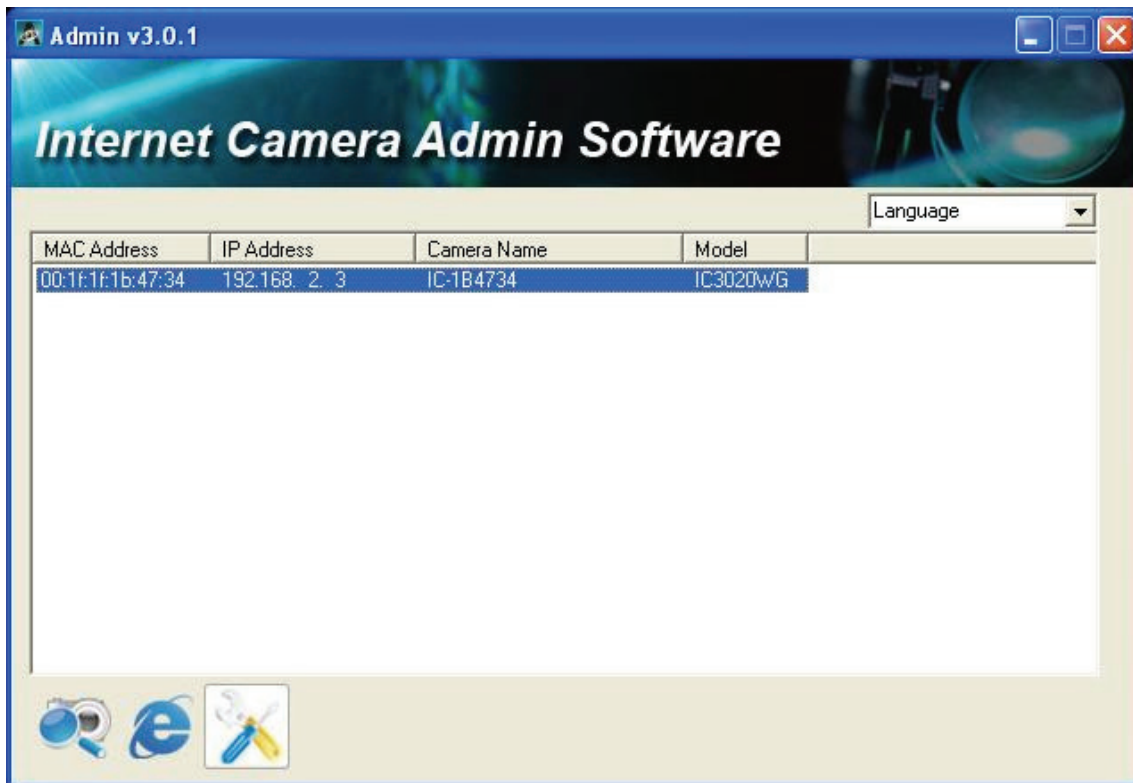 Admin v3.0.1
Internet Camera Admin Software
Language
MAC Address IP Address Camera Name Model
00:1f:1f:1b:47:34 192.168. 2. 3 IC-1B4734 IC3020WG